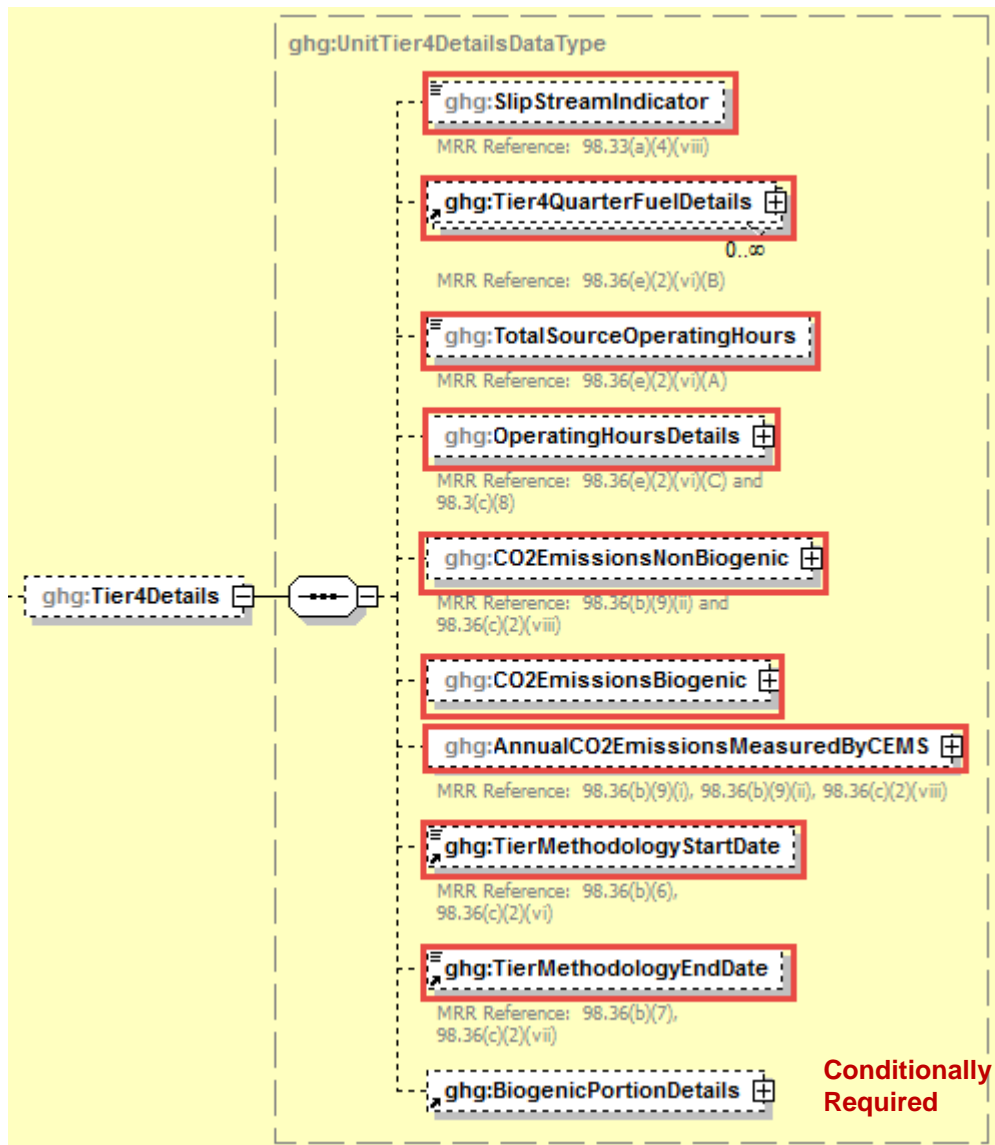 ghg:UnitTier4DetailsDataType
ghg:SlipStreamIndicator
MRR Reference: 98.33(a)(4)(viii)
ghg:Tier4QuarterFuelDetails
0..∞
MRR Reference: 98.36(e)(2)(vi)(B)
ghg:TotalSourceOperatingHours
MRR Reference: 98.36(e)(2)(vi)(A)
ghg:OperatingHoursDetails
MRR Reference: 98.36(e)(2)(vi)(C) and
98.3(c)(8)
ghg:CO2EmissionsNonBiogenic
MRR Reference: 98.36(b)(9)(ii) and
98.36(c)(2)(viii)
ghg:Tier4Details
ghg:CO2EmissionsBiogenic
ghg:AnnualCO2EmissionsMeasuredByCEMS
MRR Reference: 98.36(b)(9)(i), 98.36(b)(9)(ii), 98.36(c)(2)(viii)
ghg:TierMethodologyStartDate
MRR Reference: 98.36(b)(6),
98.36(c)(2)(vi)
ghg:TierMethodologyEndDate
MRR Reference: 98.36(b)(7),
98.36(c)(2)(vii)
ghg:BiogenicPortionDetails
Conditionally
Required